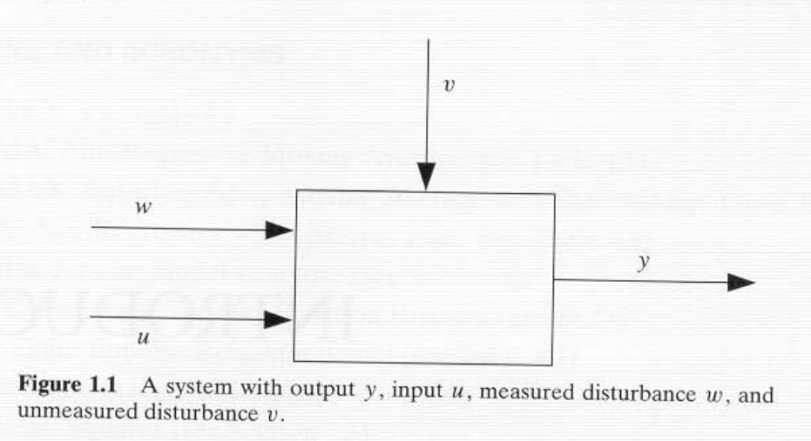 v
w
y
u
Figure 1.1 A system with output y, input u, measured disturbance w, and
unmeasured disturbance v.